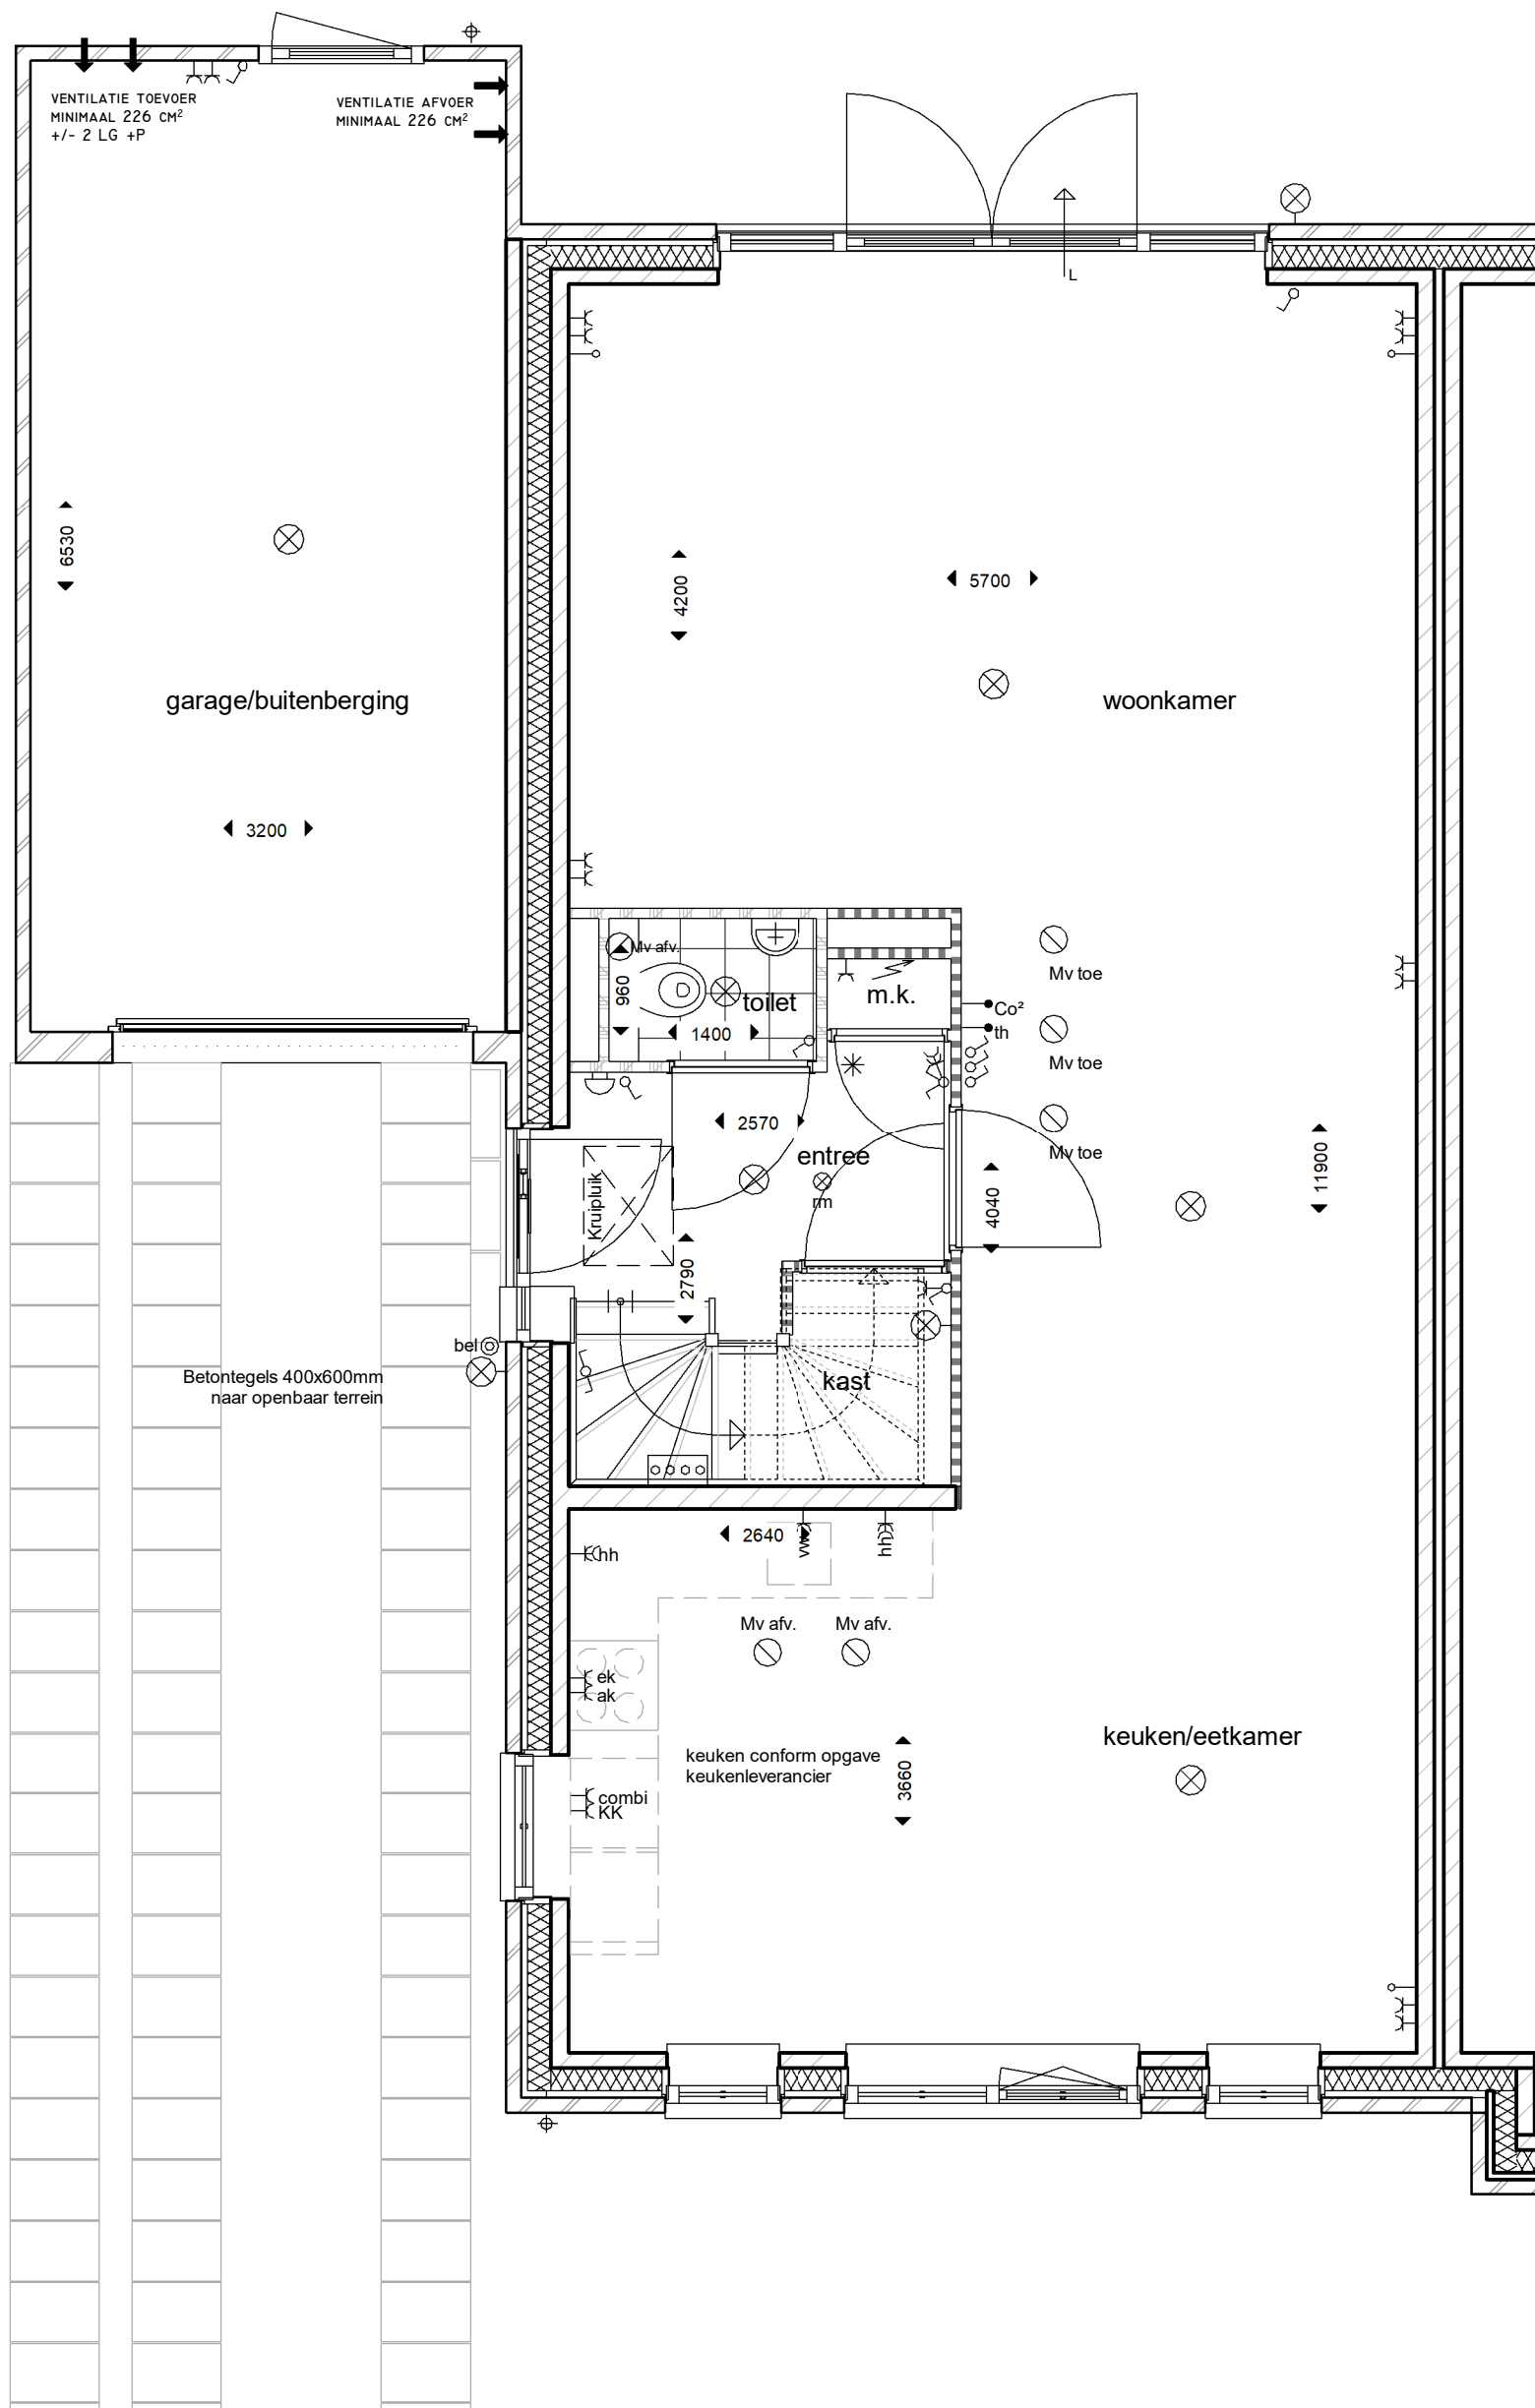 VENTILATIE TOEVOER
MINIMAAL 226 CM²
+/- 2 LG +P
VENTILATIE AFVOER
MINIMAAL 226 CM²
L
6530
4200
5700
garage/buitenberging
woonkamer
3200
Mv afv.
960
toilet
1400
m.k.
Mv toe
Co²
th
Mv toe
2570
entree
rm
Mv toe
Kruipluik
4040
11900
2790
bel
Betontegels 400x600mm
naar openbaar terrein
kast
2640
vw
hh
hh
Mv afv.
Mv afv.
ek
ak
keuken/eetkamer
keuken conform opgave
keukenleverancier
3660
combi
KK